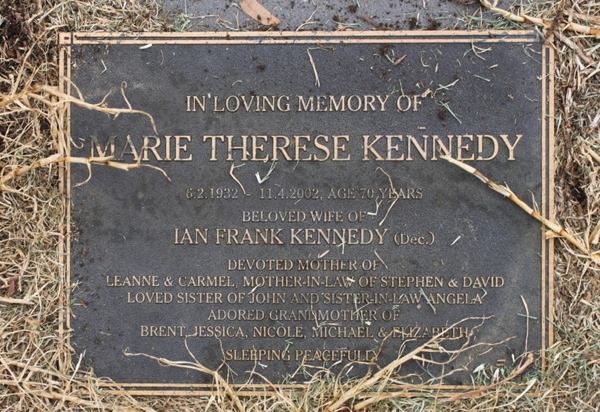 IN LOVING MEMORY OF
MARIE THERESE KENNEDY
6.2.1932 - 11.4.2002, AGE 70 YEARS
BELOVED WIFE OF
IAN FRANK KENNEDY (Dec.)
DEVOTED MOTHER OF
LEANNE & CARMEL, MOTHER-IN-LAW OF STEPHEN & DAVID
LOVED SISTER OF JOHN AND SISTER-IN-LAW ANGELA
ADORED GRANDMOTHER OF
BRENT, JESSICA, NICOLE, MICHAEL & ELIZABETH
SLEEPING PEACEFULLY